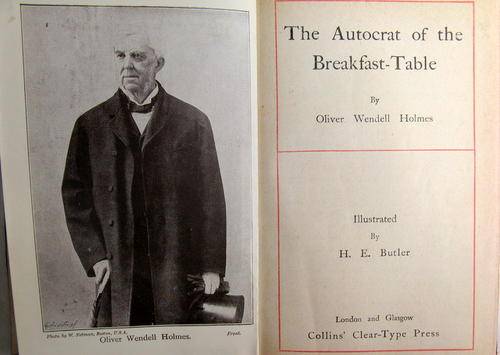 Photo by W. Notman, Boston, U.S.A. Front.
Oliver Wendell Holmes.
The Autocrat of the
Breakfast-Table
By
Oliver Wendell Holmes
Illustrated
By
H. E. Butler
London and Glasgow
Collins' Clear-Type Press